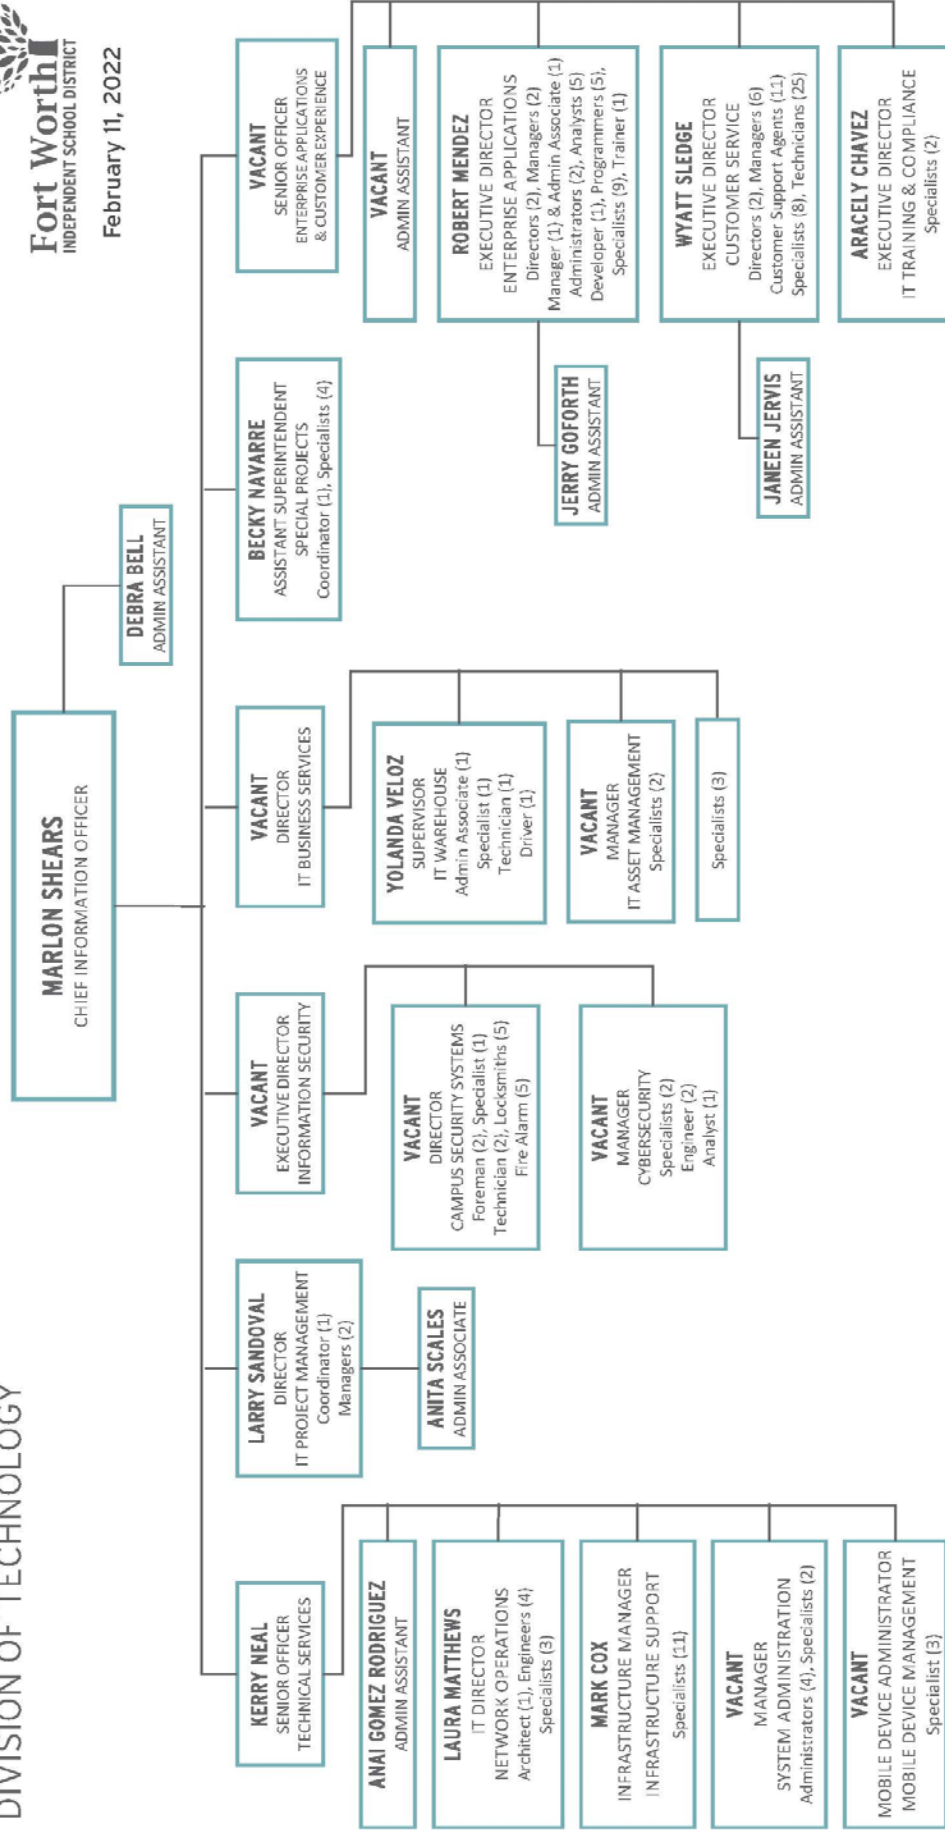 DIVISION OF TECHNOLOGY
Fort Worth
INDEPENDENT SCHOOL DISTRICT
February 11, 2022
MARLON SHEARS
CHIEF INFORMATION OFFICER
DEBRA BELL
ADMIN ASSISTANT
KERRY NEAL
SENIOR OFFICER
TECHNICAL SERVICES
ANAI GOMEZ RODRIGUEZ
ADMIN ASSISTANT
LAURA MATTHEWS
IT DIRECTOR
NETWORK OPERATIONS
Architect (1), Engineers (4)
Specialists (3)
MARK COX
INFRASTRUCTURE MANAGER
INFRASTRUCTURE SUPPORT
Specialists (11)
VACANT
MANAGER
SYSTEM ADMINISTRATION
Administrators (4), Specialists (2)
VACANT
MOBILE DEVICE ADMINISTRATOR
MOBILE DEVICE MANAGEMENT
Specialist (3)
LARRY SANDOVAL
DIRECTOR
IT PROJECT MANAGEMENT
Coordinator (1)
Managers (2)
ANITA SCALES
ADMIN ASSOCIATE
VACANT
EXECUTIVE DIRECTOR
INFORMATION SECURITY
VACANT
DIRECTOR
CAMPUS SECURITY SYSTEMS
Foreman (2), Specialist (1)
Technician (2), Locksmiths (5)
Fire Alarm (5)
VACANT
MANAGER
CYBERSECURITY
Specialists (2)
Engineer (2)
Analyst (1)
VACANT
DIRECTOR
IT BUSINESS SERVICES
YOLANDA VELOZ
SUPERVISOR
IT WAREHOUSE
Admin Associate (1)
Specialist (1)
Technician (1)
Driver (1)
VACANT
MANAGER
IT ASSET MANAGEMENT
Specialists (2)
Specialists (3)
BECKY NAVARRE
ASSISTANT SUPERINTENDENT
SPECIAL PROJECTS
Coordinator (1), Specialists (4)
VACANT
SENIOR OFFICER
ENTERPRISE APPLICATIONS
& CUSTOMER EXPERIENCE
VACANT
ADMIN ASSISTANT
ROBERT MENDEZ
EXECUTIVE DIRECTOR
ENTERPRISE APPLICATIONS
Directors (2), Managers (2)
Manager (1) & Admin Associate (1)
Administrators (2), Analysts (5)
Developer (1), Programmers (5),
Specialists (9), Trainer (1)
JERRY GOFORTH
ADMIN ASSISTANT
WYATT SLEDGE
EXECUTIVE DIRECTOR
CUSTOMER SERVICE
Directors (2), Managers (6)
Customer Support Agents (11)
Specialists (8), Technicians (25)
JANEEN JERVIS
ADMIN ASSISTANT
ARACELY CHAVEZ
EXECUTIVE DIRECTOR
IT TRAINING & COMPLIANCE
Specialists (2)